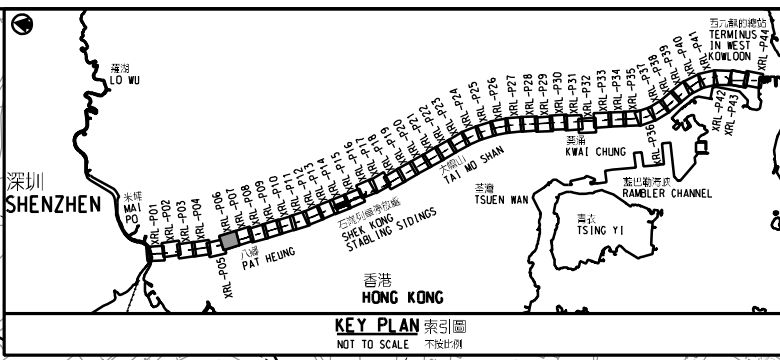 羅湖
LO WU
深圳
SHENZHEN
米埔
MAI
PO
XRL-P01
XRL-P02
XRL-P03
XRL-P04
XRL-P05
XRL-P06
XRL-P07
XRL-P08
XRL-P09
XRL-P10
XRL-P11
XRL-P12
XRL-P13
XRL-P14
XRL-P15
XRL-P16
XRL-P17
XRL-P18
XRL-P19
XRL-P20
XRL-P21
XRL-P22
XRL-P23
XRL-P24
XRL-P25
XRL-P26
XRL-P27
XRL-P28
XRL-P29
XRL-P30
XRL-P31
XRL-P32
XRL-P33
XRL-P34
XRL-P35
XRL-P36
XRL-P37
XRL-P38
XRL-P39
XRL-P40
XRL-P41
XRL-P42
XRL-P43
XRL-P44
西九龍的總站
TERMINUS
IN WEST
KOWLOON
八鄉
PAT HEUNG
石崗列車停放處
SHEK KONG
STABLING SIDINGS
大帽山
TAI MO SHAN
葵涌
KWAI CHUNG
荃灣
TSUEN WAN
藍巴勒海峽
RAMBLER CHANNEL
青衣
TSING YI
香港
HONG KONG
KEY PLAN 索引圖
NOT TO SCALE 不按比例